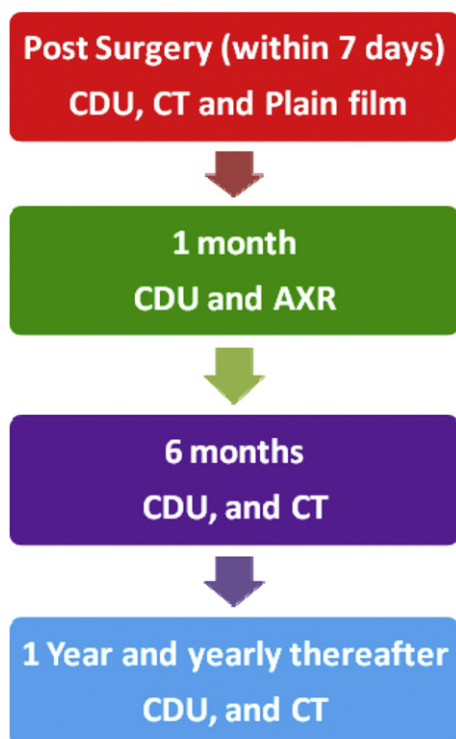 Post Surgery (within 7 days)
CDU, CT and Plain film
1 month
CDU and AXR
6 months
CDU, and CT
1 Year and yearly thereafter
CDU, and CT